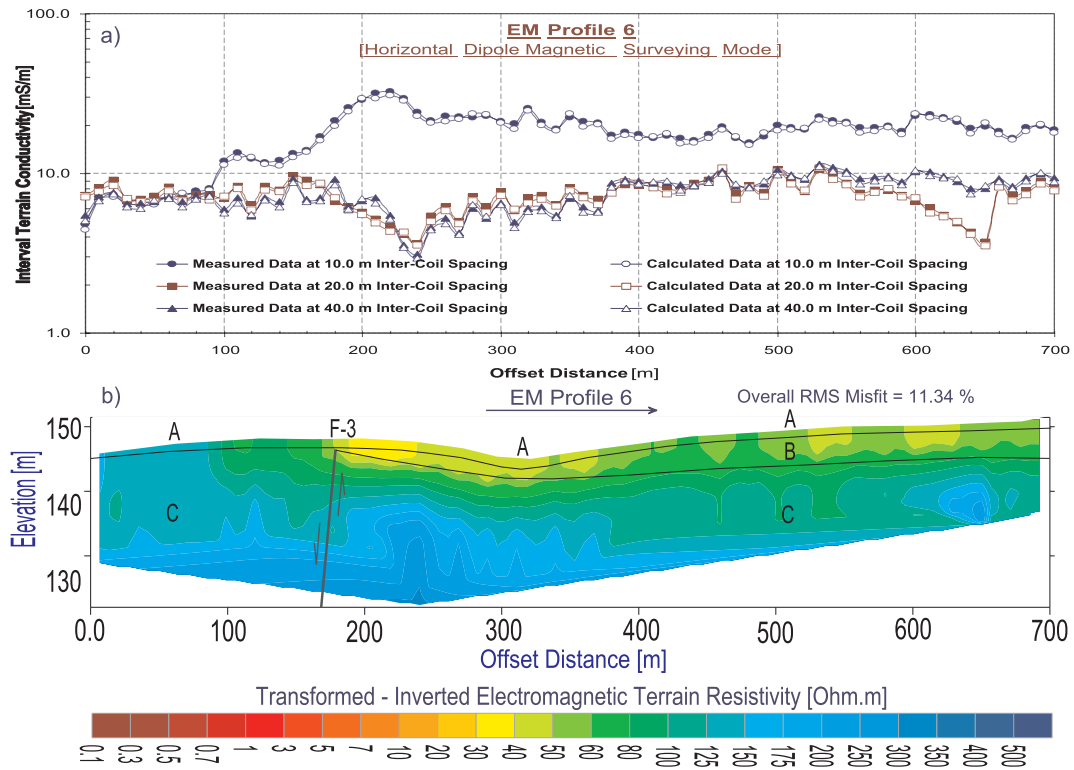 100.0
a)
EM Profile 6
[Horizontal Dipole Magnetic Surveying Mode]
Interval Terrain Conductivity[mS/m]
10.0
1.0
Measured Data at 10.0 m Inter-Coil Spacing
Calculated Data at 10.0 m Inter-Coil Spacing
Measured Data at 20.0 m Inter-Coil Spacing
Calculated Data at 20.0 m Inter-Coil Spacing
Measured Data at 40.0 m Inter-Coil Spacing
Calculated Data at 40.0 m Inter-Coil Spacing
0 100 200 300 400 500 600 700
Offset Distance [m]
b)
EM Profile 6
Overall RMS Misfit = 11.34 %
150
140
130
Elevation [m]
A F-3 A A
B
C C
0.0 100 200 300 400 500 600 700
Offset Distance [m]
Transformed - Inverted Electromagnetic Terrain Resistivity [Ohm.m]
0.1 0.3 0.5 0.7 1 3 5 7 10 20 30 40 50 60 80 100 125 150 175 200 250 300 350 400 500